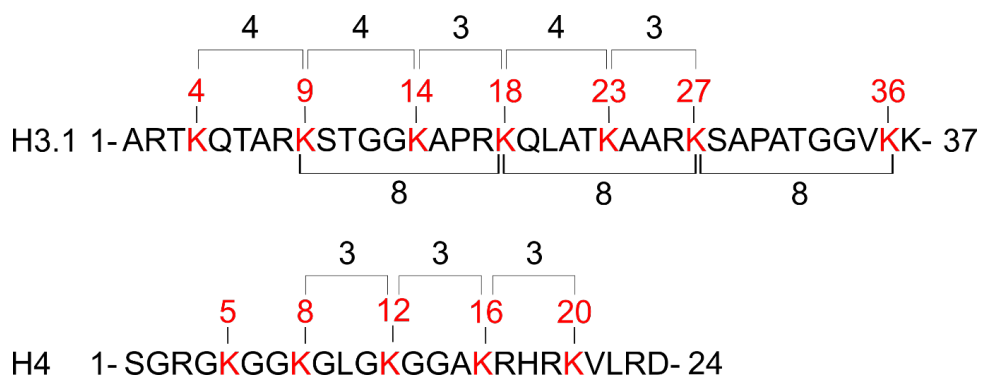 4 4 3 4 3
4 9 14 18 23 27 36
H3.1 1- ARTKQTARKSTGGKAPRKQLATKAARKSAPATGGVKK- 37
8 8 8
3 3 3
5 8 12 16 20
H4 1- SGRGKGGKGLGKGGAKRHRKVLRD- 24